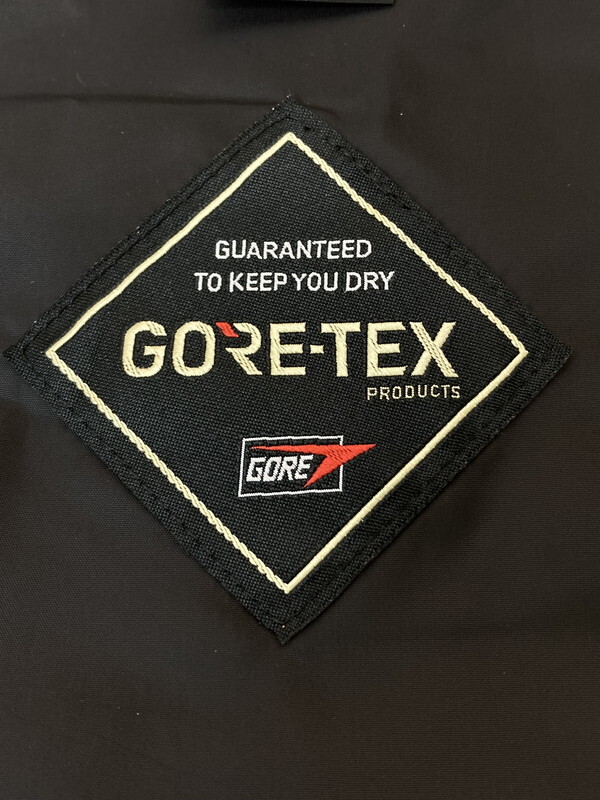 GUARANTEED
TO KEEP YOU DRY
GORE-TEX
PRODUCTS
GORE